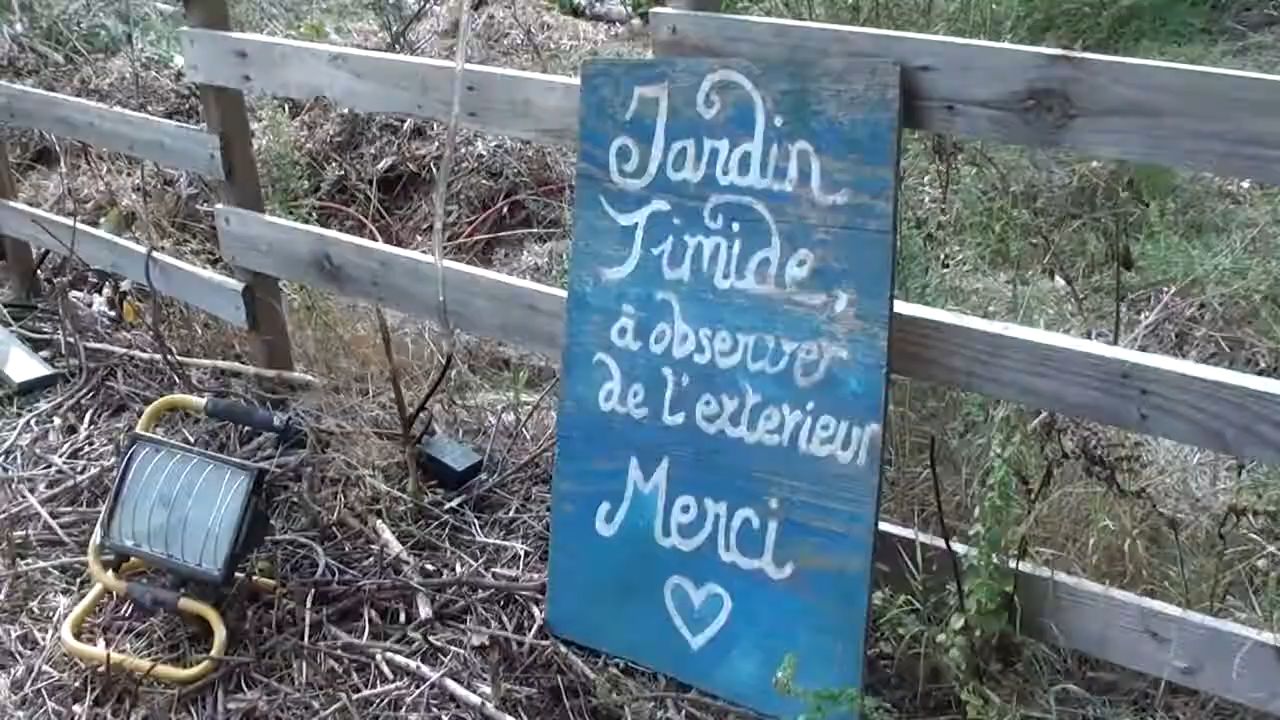 Jardin
Timide,
à observer
de l'exterieur
Merci